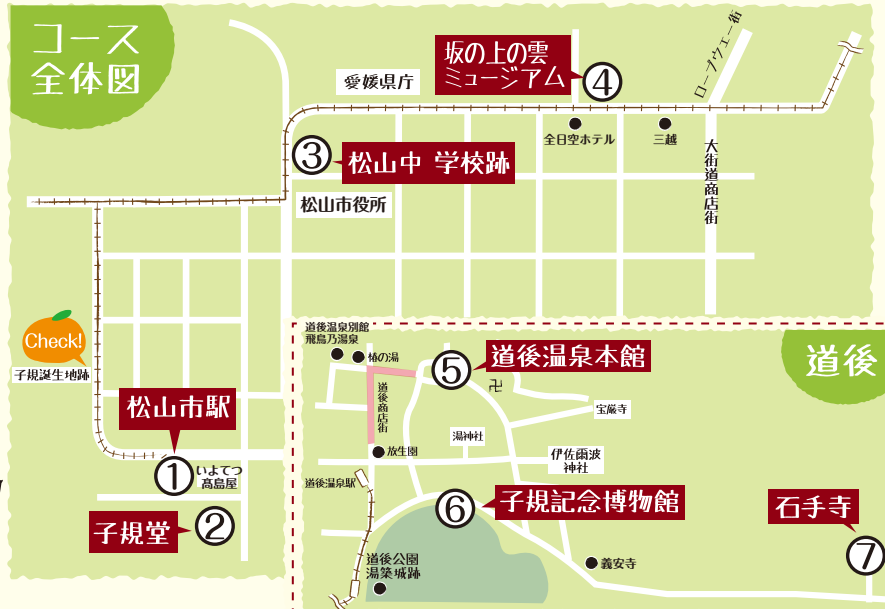 コース
全体図
坂の上の雲
ミュージアム
④
愛媛県庁
ロープウェー街
全日空ホテル
三越
大街道商店街
③
松山中 学校跡
松山市役所
Check!
子規誕生地跡
松山市駅
①
いよてつ
髙島屋
②
子規堂
道後温泉別館
飛鳥乃湯泉
椿の湯
⑤
道後温泉本館
道後
道後商店街
宝厳寺
湯神社
放生園
伊佐爾波
神社
道後温泉駅
⑥
子規記念博物館
石手寺
⑦
道後公園
湯築城跡
義安寺